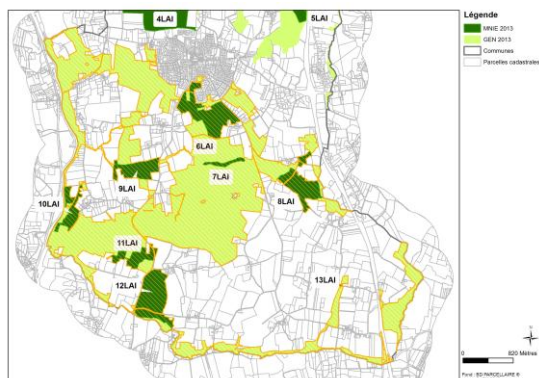 4LAI
5LAI
6LAI
7LAI
8LAI
9LAI
10LAI
11LAI
12LAI
13LAI
Légende
MNIE 2013
GEN 2013
Communes
Parcelles cadastrales
0 820 Mètres
Fond : BD PARCELLAIRE ®